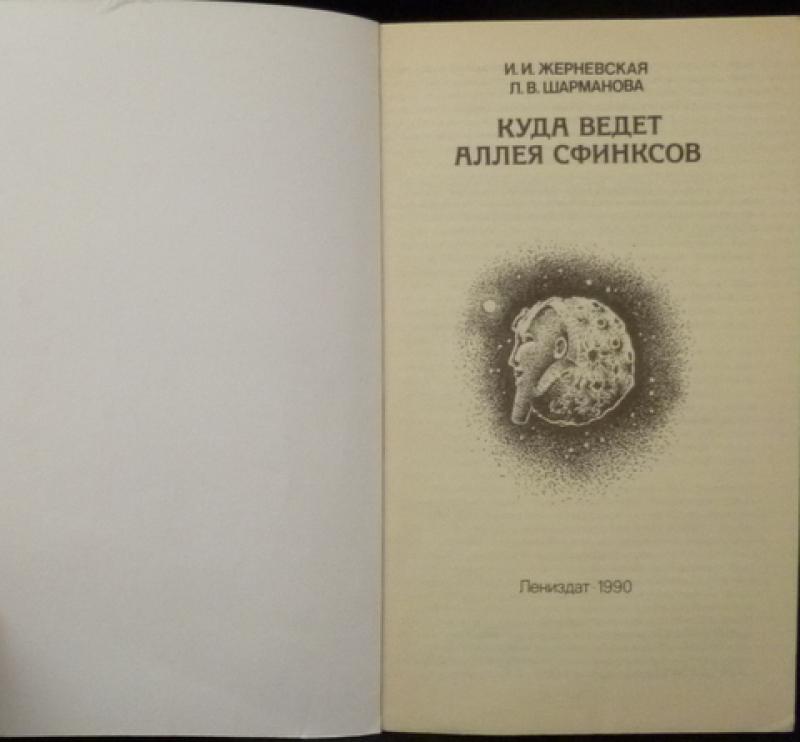 И. И. ЖЕРНЕВСКАЯ
Л. В. ШАРМАНОВА
КУДА ВЕДЕТ
АЛЛЕЯ СФИНКСОВ
Лениздат · 1990